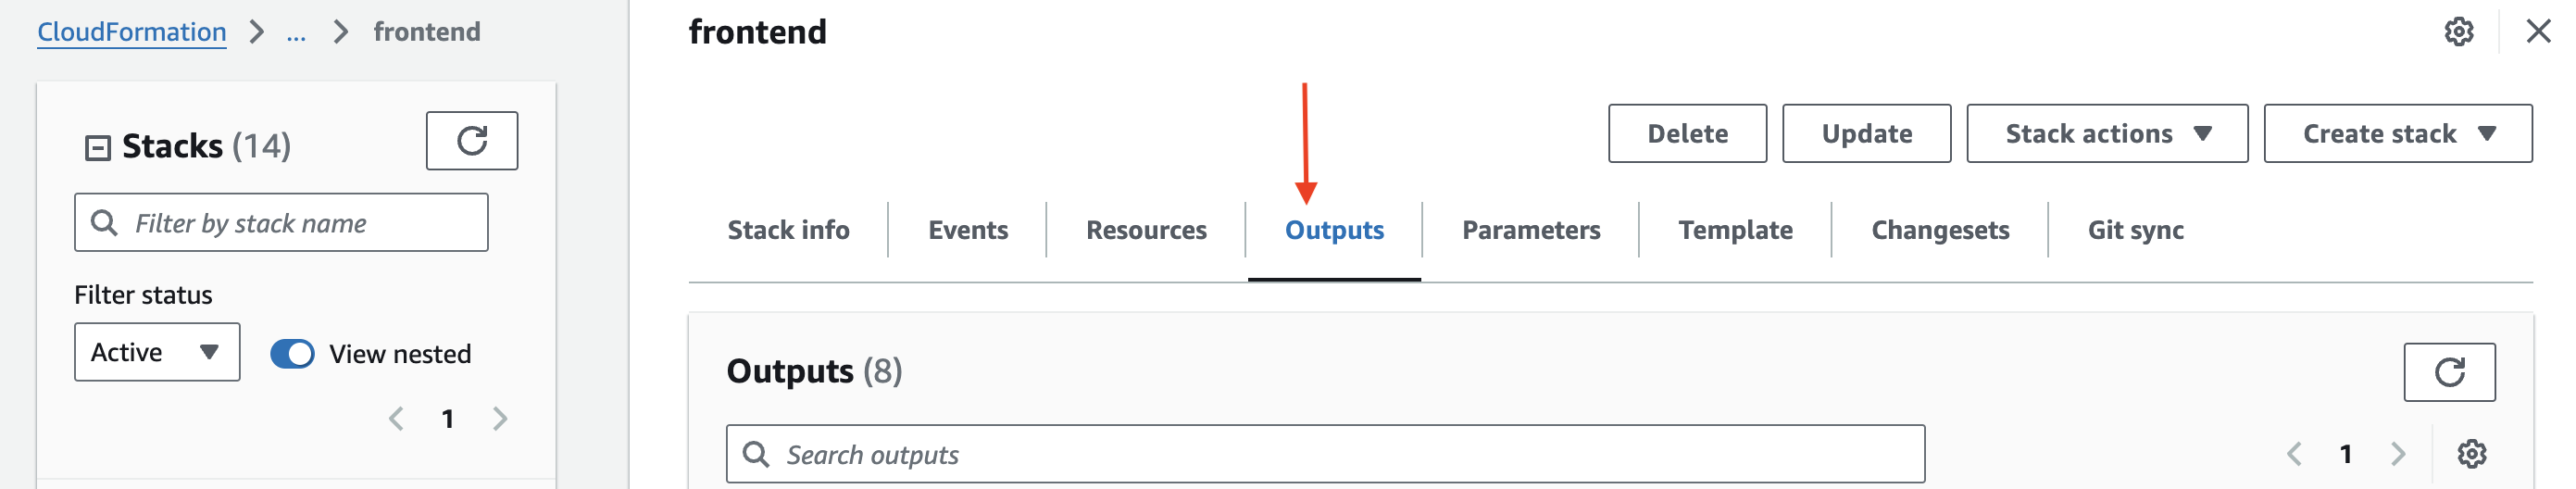 CloudFormation > ... > frontend
Stacks (14)
Filter by stack name
Filter status
Active
View nested
1
frontend
Delete
Update
Stack actions
Create stack
Stack info
Events
Resources
Outputs
Parameters
Template
Changesets
Git sync
Outputs (8)
Search outputs
1